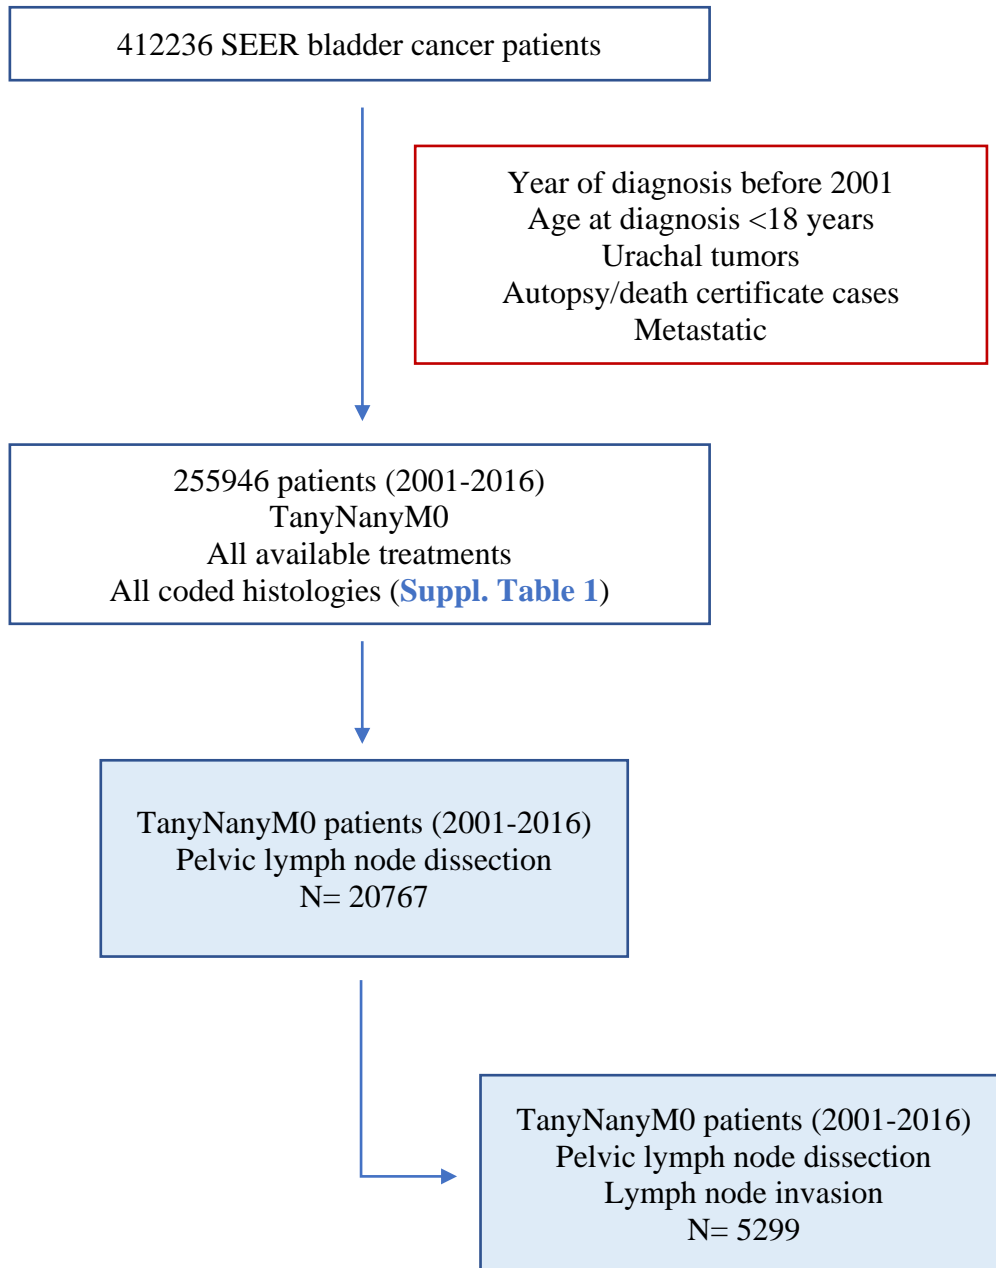 412236 SEER bladder cancer patients
Year of diagnosis before 2001
Age at diagnosis <18 years
Urachal tumors
Autopsy/death certificate cases
Metastatic
255946 patients (2001-2016)
TanyNanyM0
All available treatments
All coded histologies (Suppl. Table 1)
TanyNanyM0 patients (2001-2016)
Pelvic lymph node dissection
N= 20767
TanyNanyM0 patients (2001-2016)
Pelvic lymph node dissection
Lymph node invasion
N= 5299